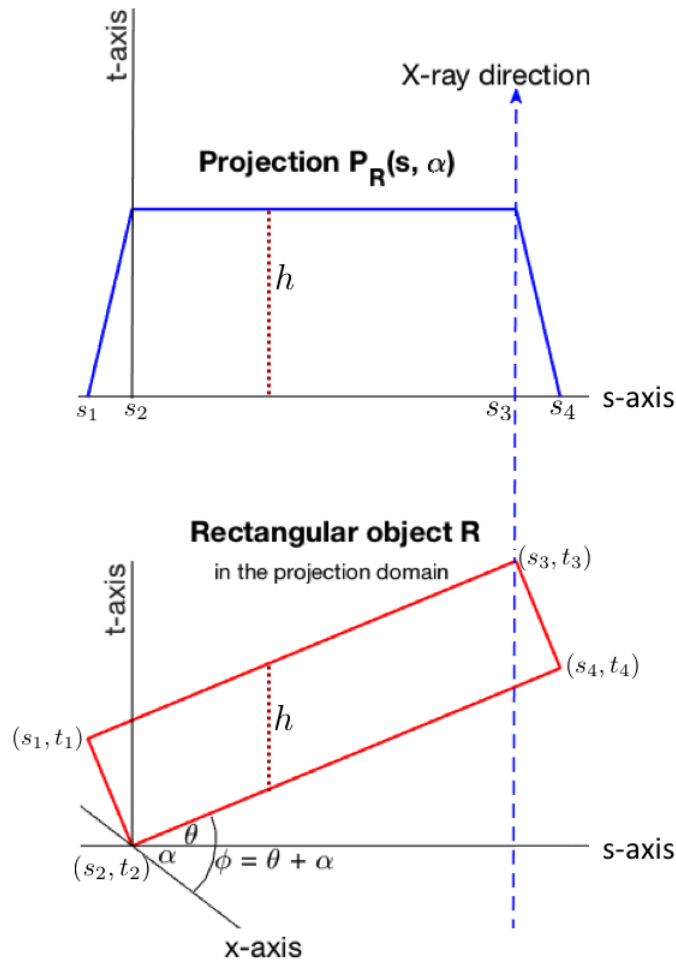 t-axis
X-ray direction
Projection P_R(s, α)
h
s_1
s_2
s_3
s_4
s-axis
Rectangular object R
in the projection domain
t-axis
(s_3, t_3)
(s_4, t_4)
(s_1, t_1)
h
θ
α
ϕ = θ + α
s-axis
(s_2, t_2)
x-axis